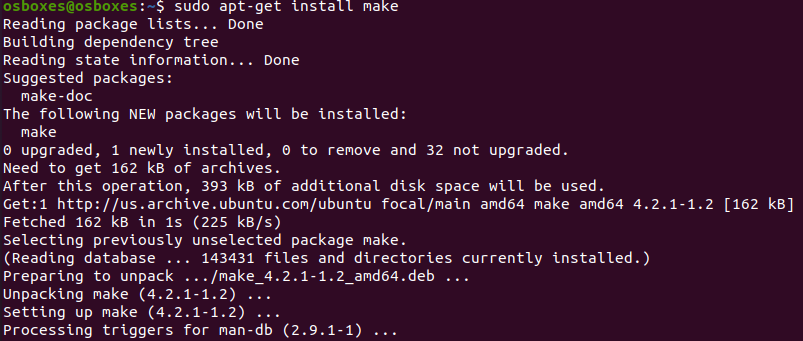 osboxes@osboxes:~$ sudo apt-get install make
Reading package lists... Done
Building dependency tree
Reading state information... Done
Suggested packages:
  make-doc
The following NEW packages will be installed:
  make
0 upgraded, 1 newly installed, 0 to remove and 32 not upgraded.
Need to get 162 kB of archives.
After this operation, 393 kB of additional disk space will be used.
Get:1 http://us.archive.ubuntu.com/ubuntu focal/main amd64 make amd64 4.2.1-1.2 [162 kB]
Fetched 162 kB in 1s (225 kB/s)
Selecting previously unselected package make.
(Reading database ... 143431 files and directories currently installed.)
Preparing to unpack .../make_4.2.1-1.2_amd64.deb ...
Unpacking make (4.2.1-1.2) ...
Setting up make (4.2.1-1.2) ...
Processing triggers for man-db (2.9.1-1) ...